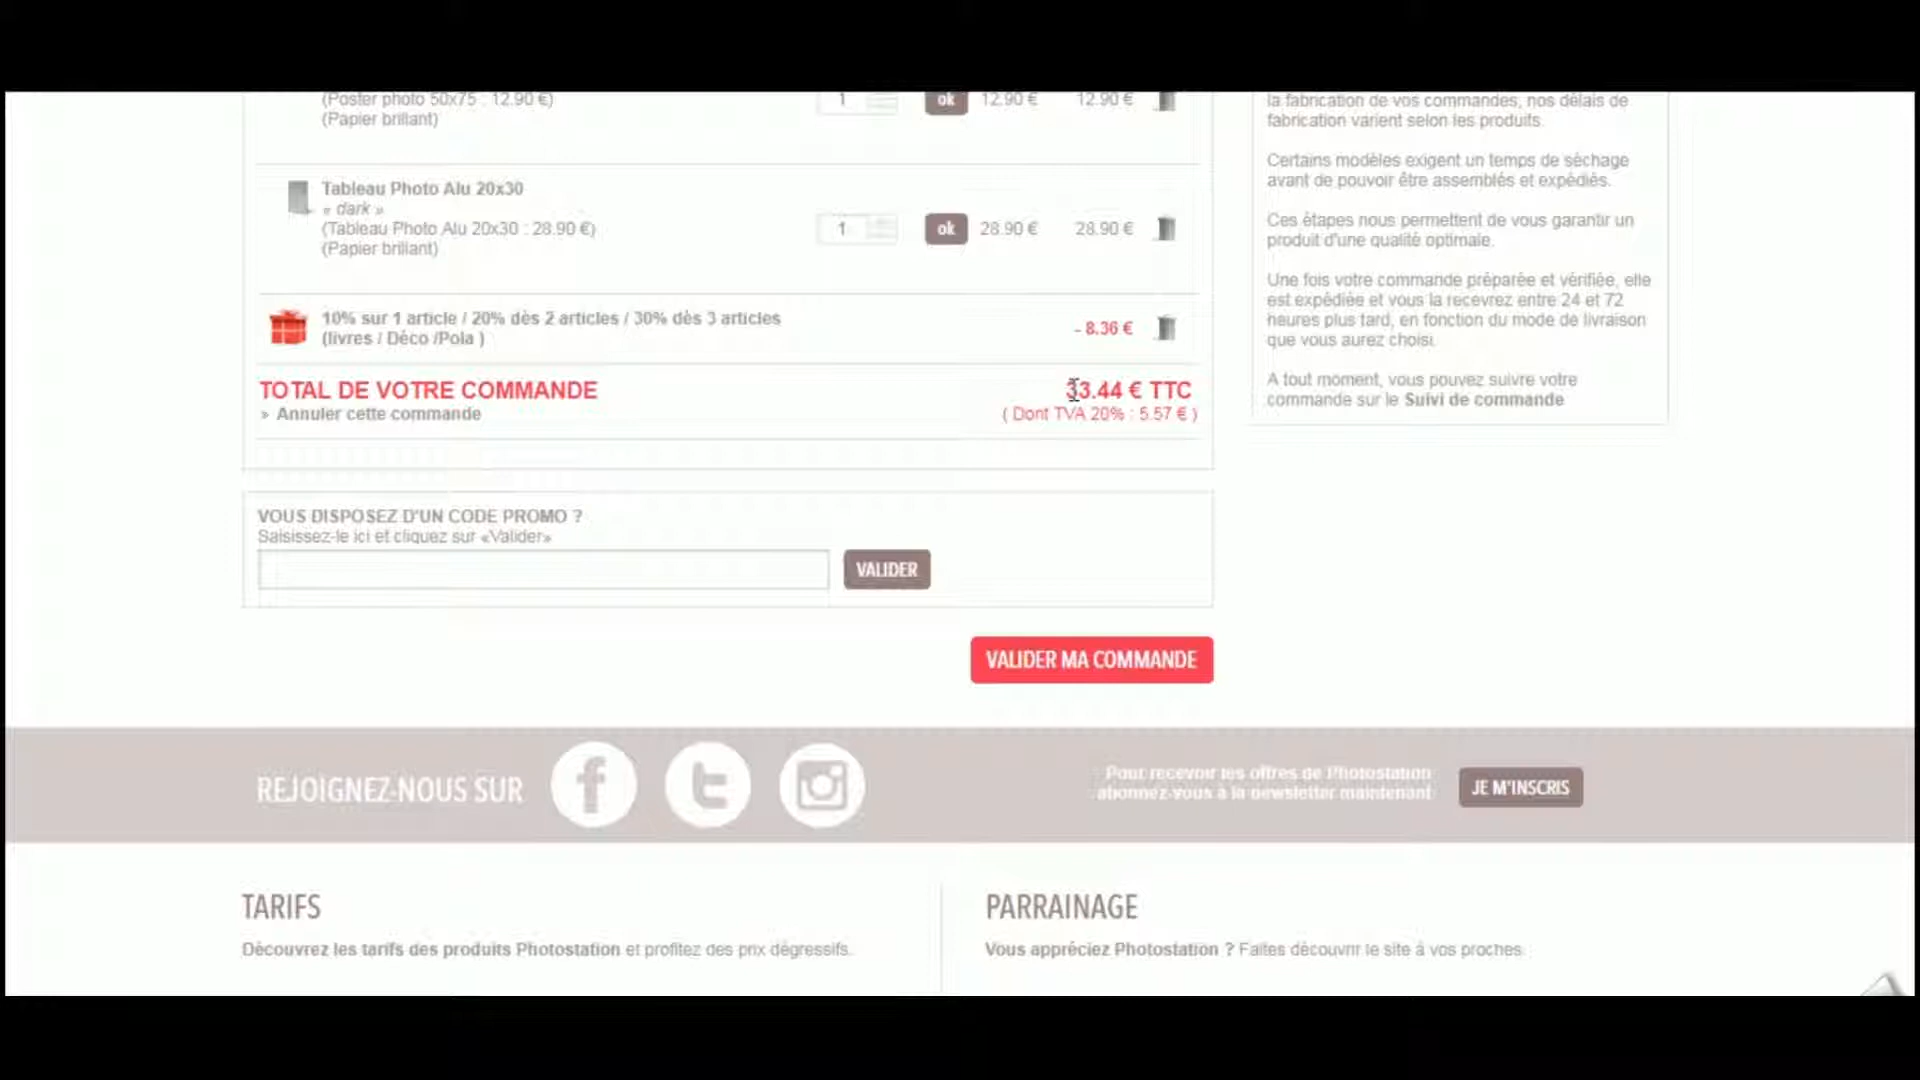 (Poster photo 50x75 : 12.90 €)
(Papier brillant)
1 ok 12.90 € 12.90 €
Tableau Photo Alu 20x30
« dark »
(Tableau Photo Alu 20x30 : 28.90 €)
(Papier brillant)
1 ok 28.90 € 28.90 €
10% sur 1 article / 20% dès 2 articles / 30% dès 3 articles
(livres / Déco /Pola )
- 8.36 €
TOTAL DE VOTRE COMMANDE
33.44 € TTC
» Annuler cette commande
( Dont TVA 20% : 5.57 € )
la fabrication de vos commandes, nos délais de
fabrication varient selon les produits.
Certains modèles exigent un temps de séchage
avant de pouvoir être assemblés et expédiés.
Ces étapes nous permettent de vous garantir un
produit d'une qualité optimale.
Une fois votre commande préparée et vérifiée, elle
est expédiée et vous la recevrez entre 24 et 72
heures plus tard, en fonction du mode de livraison
que vous aurez choisi.
A tout moment, vous pouvez suivre votre
commande sur le Suivi de commande
VOUS DISPOSEZ D'UN CODE PROMO ?
Saisissez-le ici et cliquez sur «Valider»
VALIDER
VALIDER MA COMMANDE
REJOIGNEZ-NOUS SUR
Pour recevoir les offres de Photostation
abonnez-vous à la newsletter maintenant
JE M'INSCRIS
TARIFS
Découvrez les tarifs des produits Photostation et profitez des prix dégressifs.
PARRAINAGE
Vous appréciez Photostation ? Faites découvrir le site à vos proches.